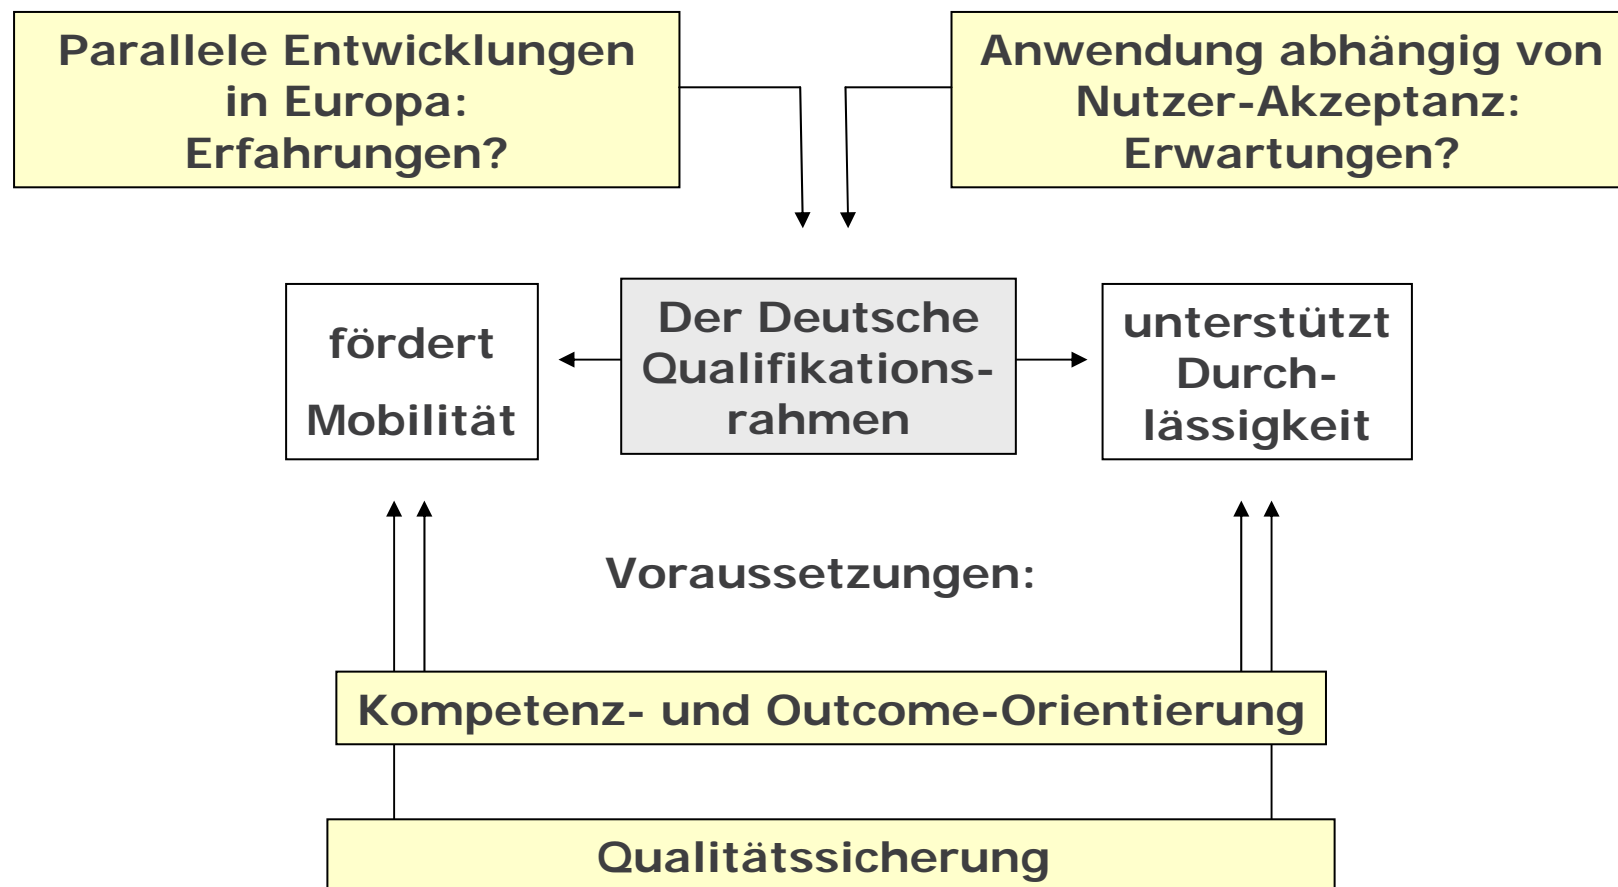 Parallele Entwicklungen
in Europa:
Erfahrungen?
Anwendung abhängig von
Nutzer-Akzeptanz:
Erwartungen?
fördert
Mobilität
Der Deutsche
Qualifikations-
rahmen
unterstützt
Durch-
lässigkeit
Voraussetzungen:
Kompetenz- und Outcome-Orientierung
Qualitätssicherung